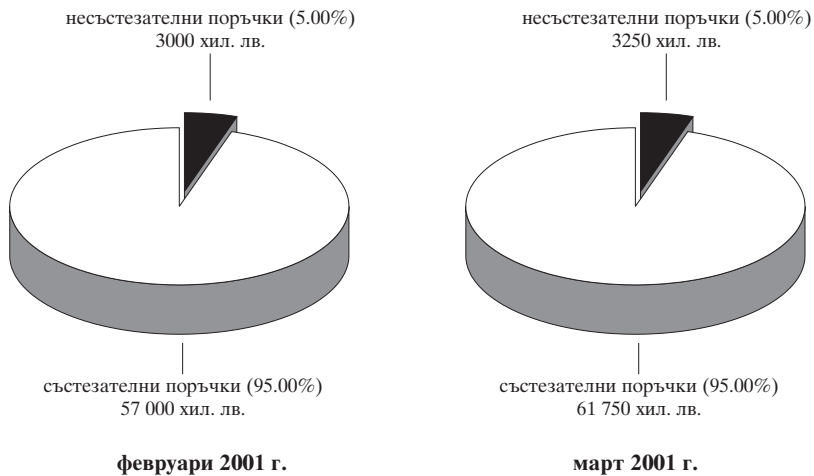 несъстезателни поръчки (5.00%)
3000 хил. лв.
състезателни поръчки (95.00%)
57 000 хил. лв.
февруари 2001 г.
несъстезателни поръчки (5.00%)
3250 хил. лв.
състезателни поръчки (95.00%)
61 750 хил. лв.
март 2001 г.